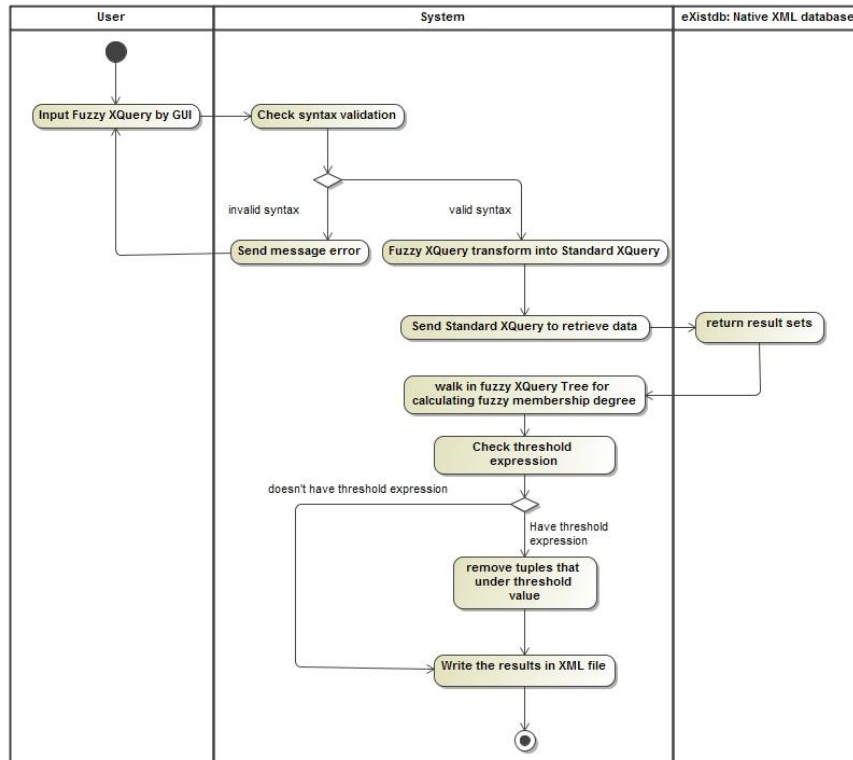 User
System
eXistdb: Native XML database
Input Fuzzy XQuery by GUI
Check syntax validation
invalid syntax
valid syntax
Send message error
Fuzzy XQuery transform into Standard XQuery
Send Standard XQuery to retrieve data
return result sets
walk in fuzzy XQuery Tree for
calculating fuzzy membership degree
Check threshold
expression
doesn't have threshold expression
Have threshold
expression
remove tuples that
under threshold
value
Write the results in XML file